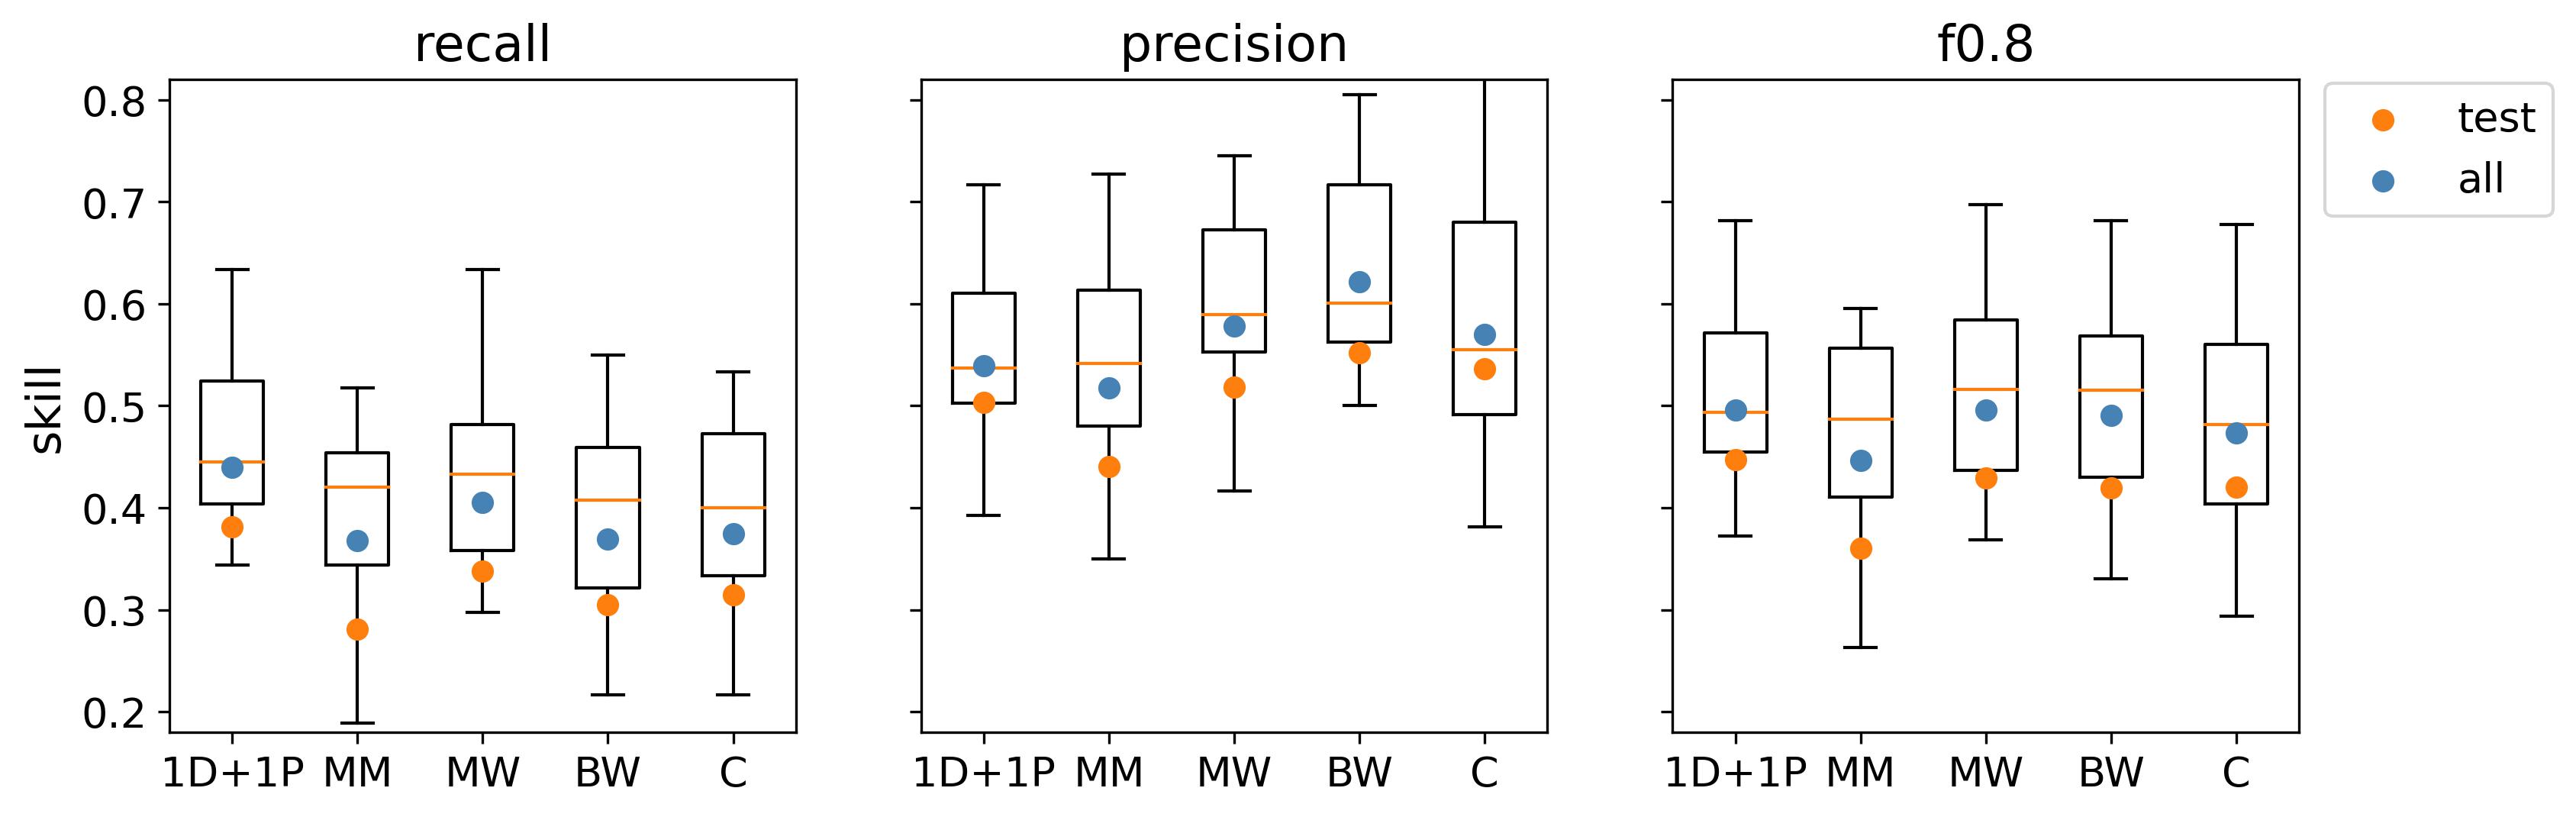 recall
precision
f0.8
skill
0.8
0.7
0.6
0.5
0.4
0.3
0.2
1D+1P MM MW BW C
1D+1P MM MW BW C
1D+1P MM MW BW C
test
all